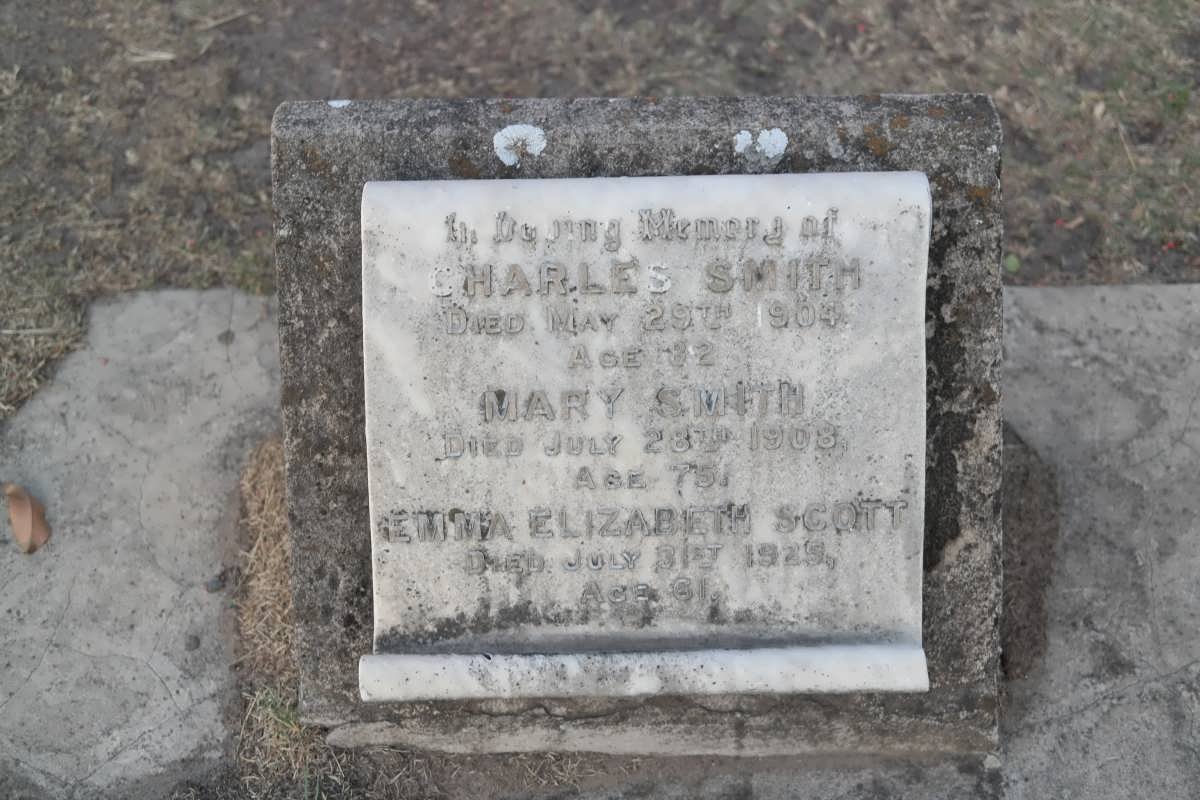 In Loving Memory of
CHARLES SMITH
DIED MAY 29TH 1904.
AGE 82
MARY SMITH
DIED JULY 28TH 1908,
AGE 75.
EMMA ELIZABETH SCOTT
DIED JULY 31ST 1929,
AGE 61.